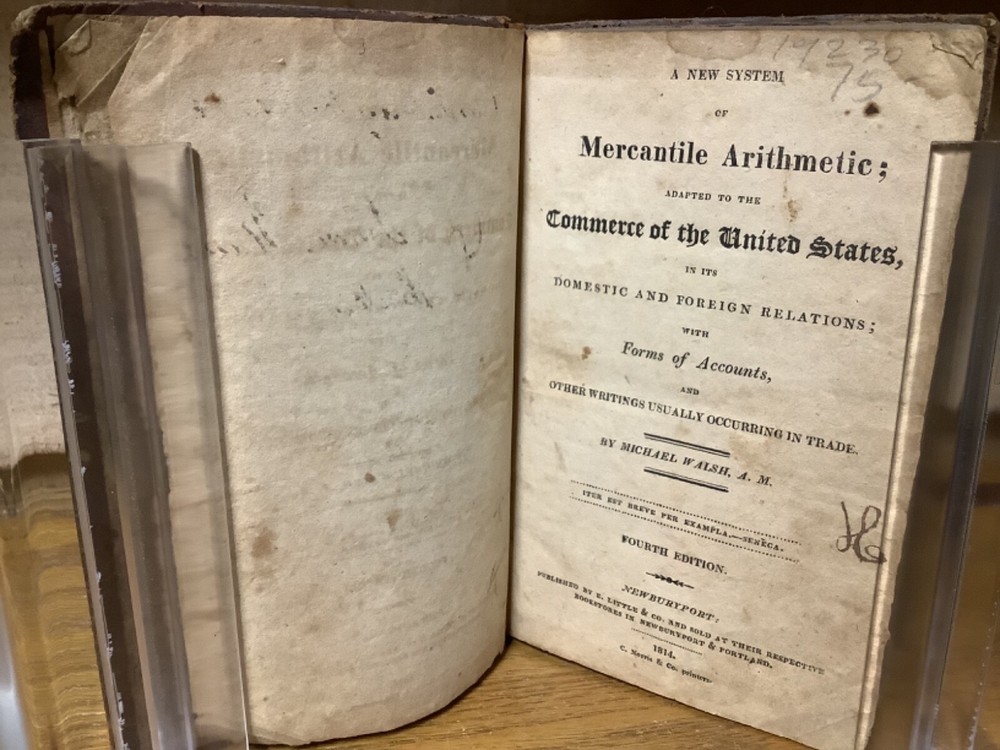 19230
75
A NEW SYSTEM
OF
Mercantile Arithmetic;
ADAPTED TO THE
Commerce of the United States,
IN ITS
DOMESTIC AND FOREIGN RELATIONS;
WITH
Forms of Accounts,
AND
OTHER WRITINGS USUALLY OCCURRING IN TRADE.
BY MICHAEL WALSH, A. M.
ITER EST BREVE PER EXAMPLA.—SENECA.
FOURTH EDITION.
NEWBURYPORT:
PUBLISHED BY E. LITTLE & CO. AND SOLD AT THEIR RESPECTIVE
BOOKSTORES IN NEWBURYPORT & PORTLAND.
1814.
C. Norris & Co. printers.